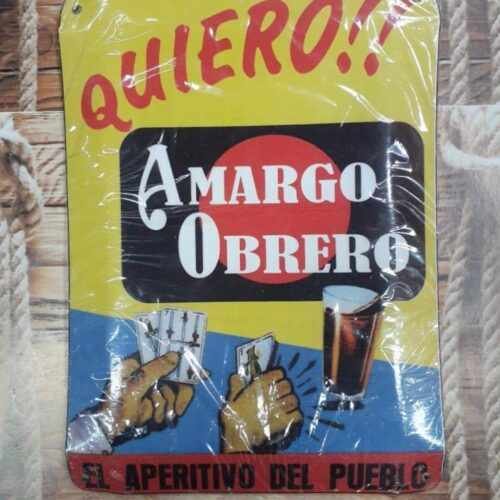 QUIERO!!
AMARGO
OBRERO
EL APERITIVO DEL PUEBLO